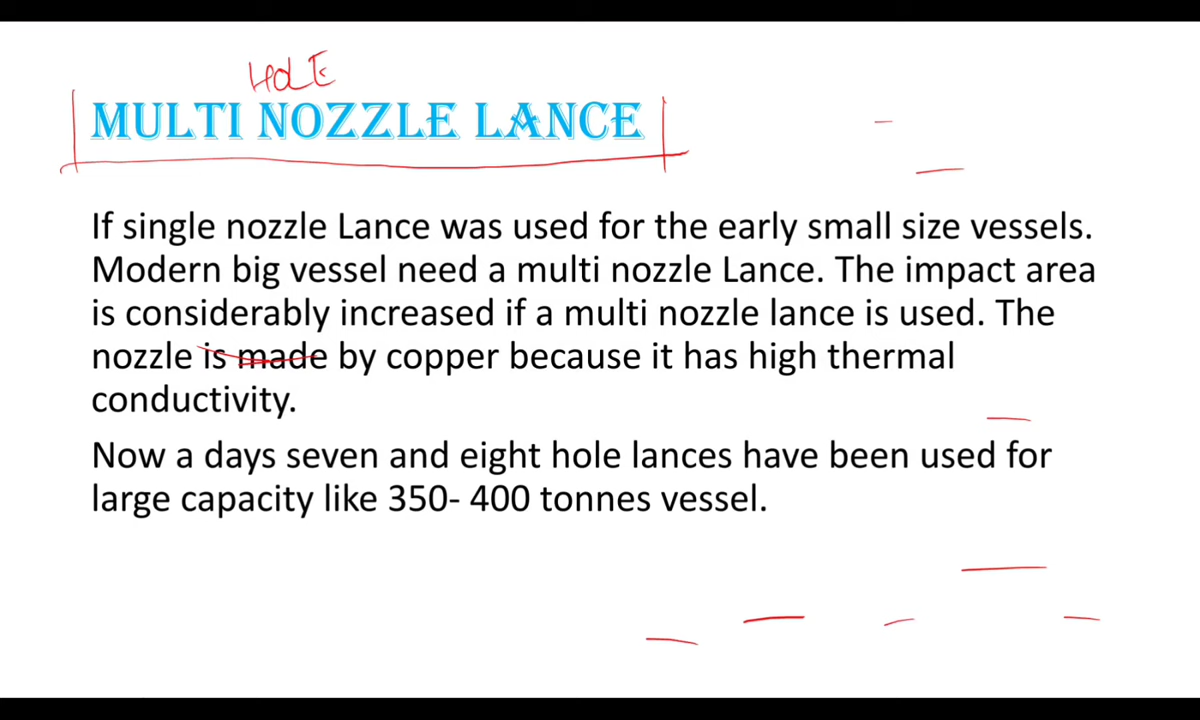 HOLE
MULTI NOZZLE LANCE
If single nozzle Lance was used for the early small size vessels.
Modern big vessel need a multi nozzle Lance. The impact area
is considerably increased if a multi nozzle lance is used. The
nozzle is made by copper because it has high thermal
conductivity.
Now a days seven and eight hole lances have been used for
large capacity like 350- 400 tonnes vessel.